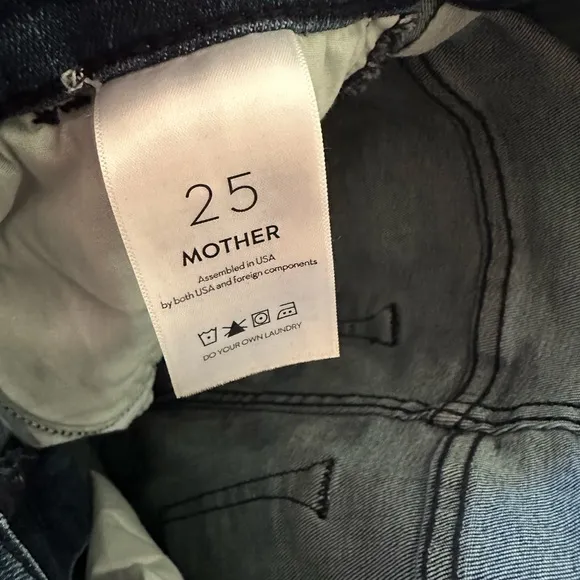 25
MOTHER
Assembled in USA
by both USA and foreign components
DO YOUR OWN LAUNDRY